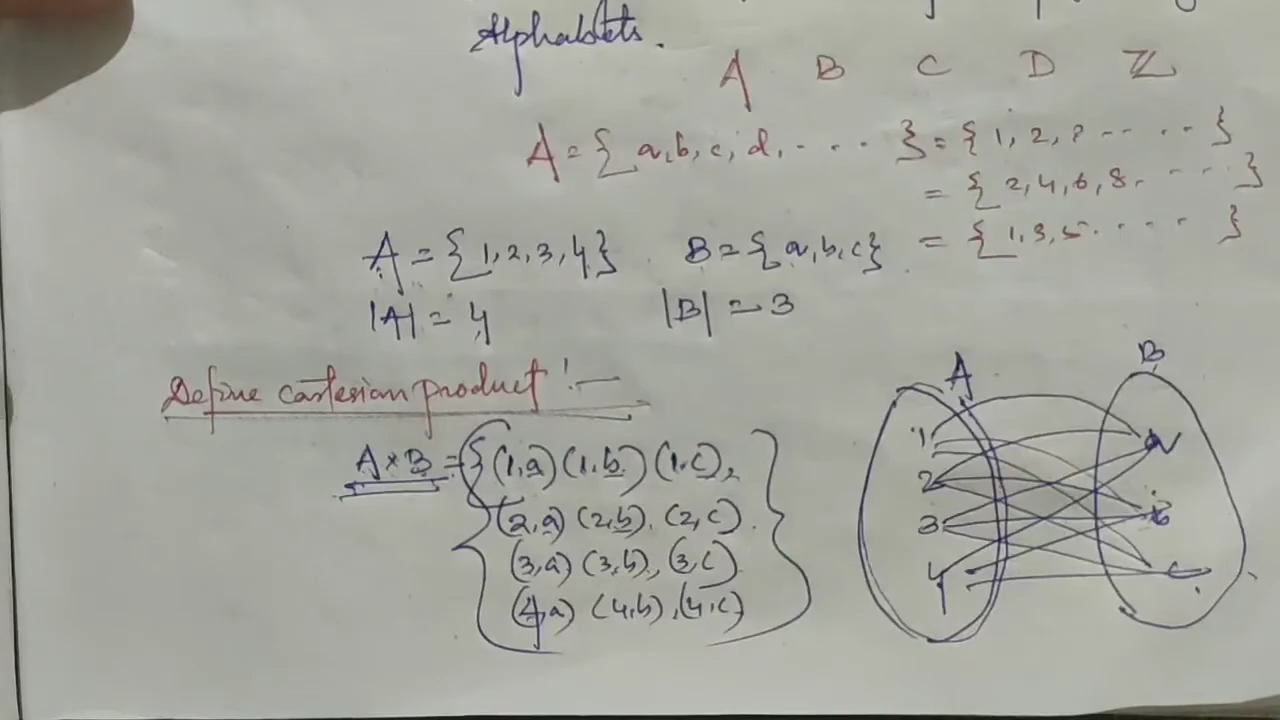 Alphabets.
A B C D Z
A = { a, b, c, d, . . . . } = { 1, 2, 3 - - . . . }
= { 2, 4, 6, 8. . . . . }
A = {1, 2, 3, 4} B = {a, b, c} = { 1, 3, 5. . . . . }
|A| = 4 |B| = 3
Define cartesian product :—
A × B = {(1, a) (1, b) (1, c),
(2, a) (2, b), (2, c)
(3, a) (3, b), (3, c)
(4, a) (4, b), (4, c)}
A B
1 a
2
3 b
4 c